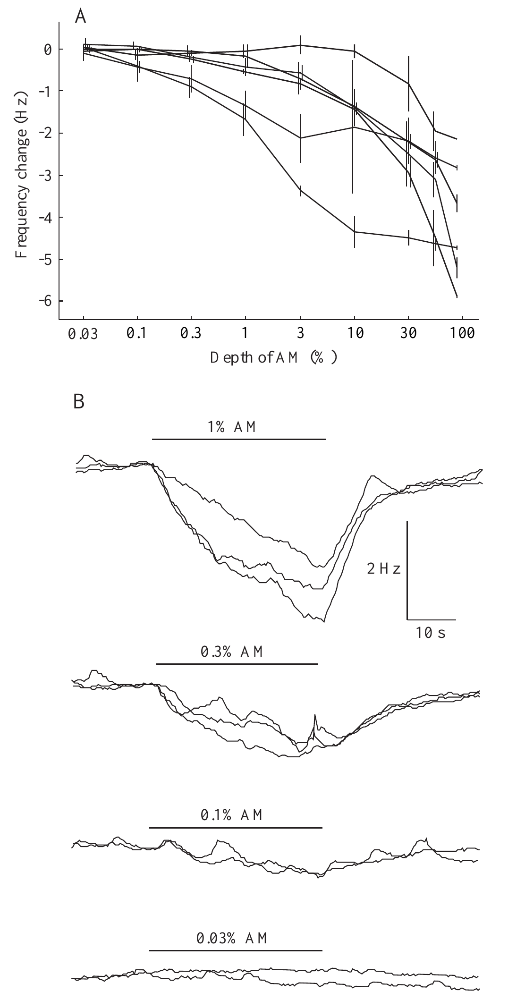 A
0
-1
-2
-3
-4
-5
-6
Frequency change (Hz)
0.03 0.1 0.3 1 3 10 30 100
Depth of AM (%)
B
1% AM
2 Hz
10 s
0.3% AM
0.1% AM
0.03% AM